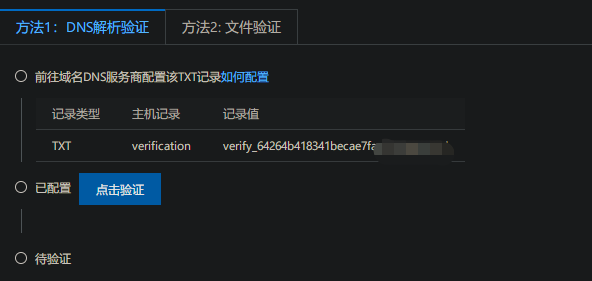 方法1：DNS解析验证
方法2: 文件验证
前往域名DNS服务商配置该TXT记录如何配置
记录类型 主机记录 记录值
TXT verification verify_64264b418341becae7fa
已配置 点击验证
待验证